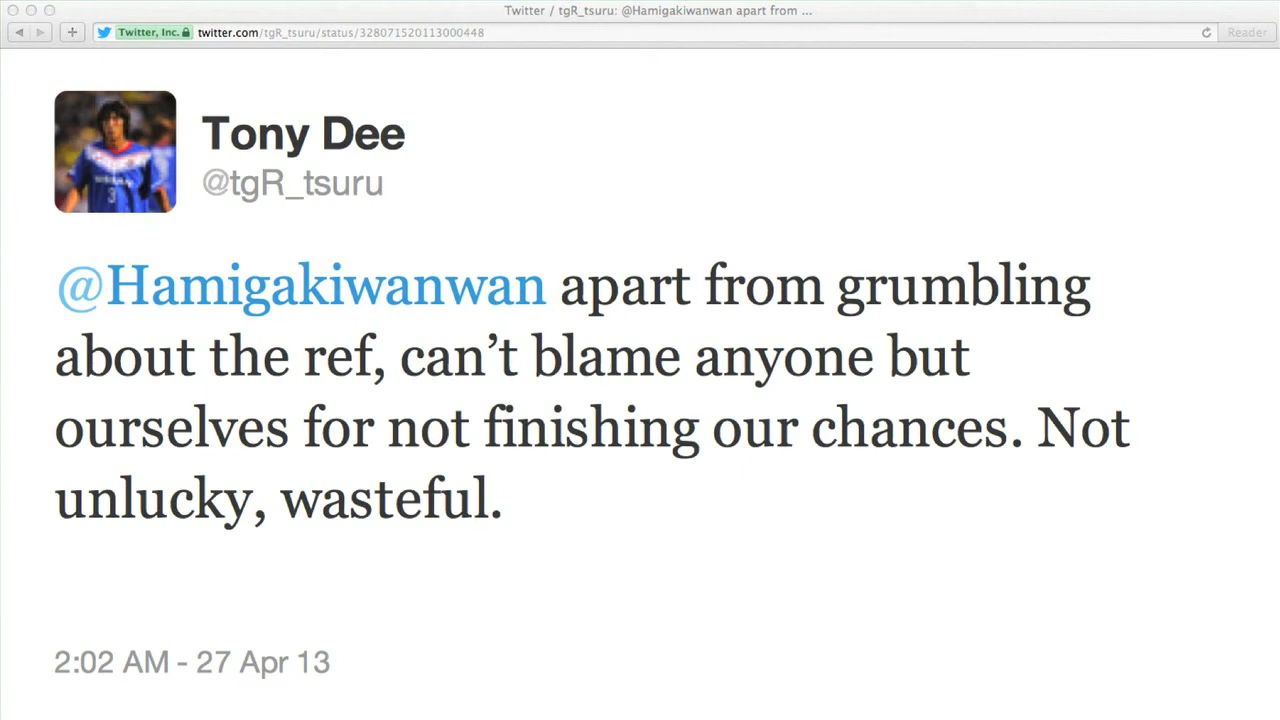 Twitter / tgR_tsuru: @Hamigakiwanwan apart from ...
Twitter, Inc. twitter.com/tgR_tsuru/status/328071520113000448
Reader
Tony Dee
@tgR_tsuru
@Hamigakiwanwan apart from grumbling
about the ref, can’t blame anyone but
ourselves for not finishing our chances. Not
unlucky, wasteful.
2:02 AM - 27 Apr 13